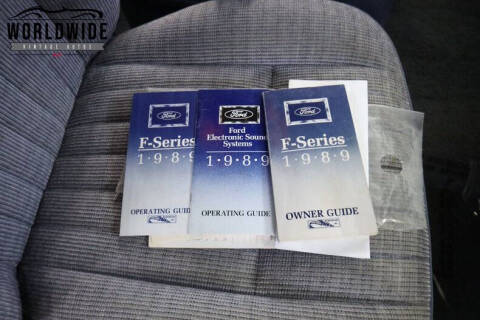 WORLDWIDE
VINTAGE AUTOS
Ford
F-Series
1·9·8·9
OPERATING GUIDE
Ford
Ford
Electronic Sound
Systems
1·9·8·9
OPERATING GUIDE
Ford
F-Series
1·9·8·9
OWNER GUIDE